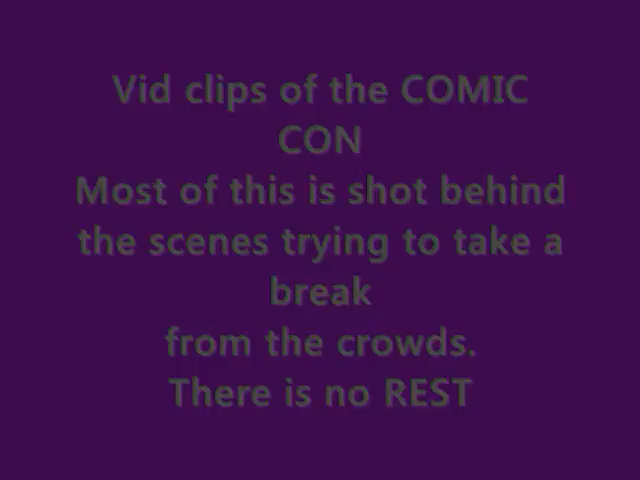 Vid clips of the COMIC
CON
Most of this is shot behind
the scenes trying to take a
break
from the crowds.
There is no REST